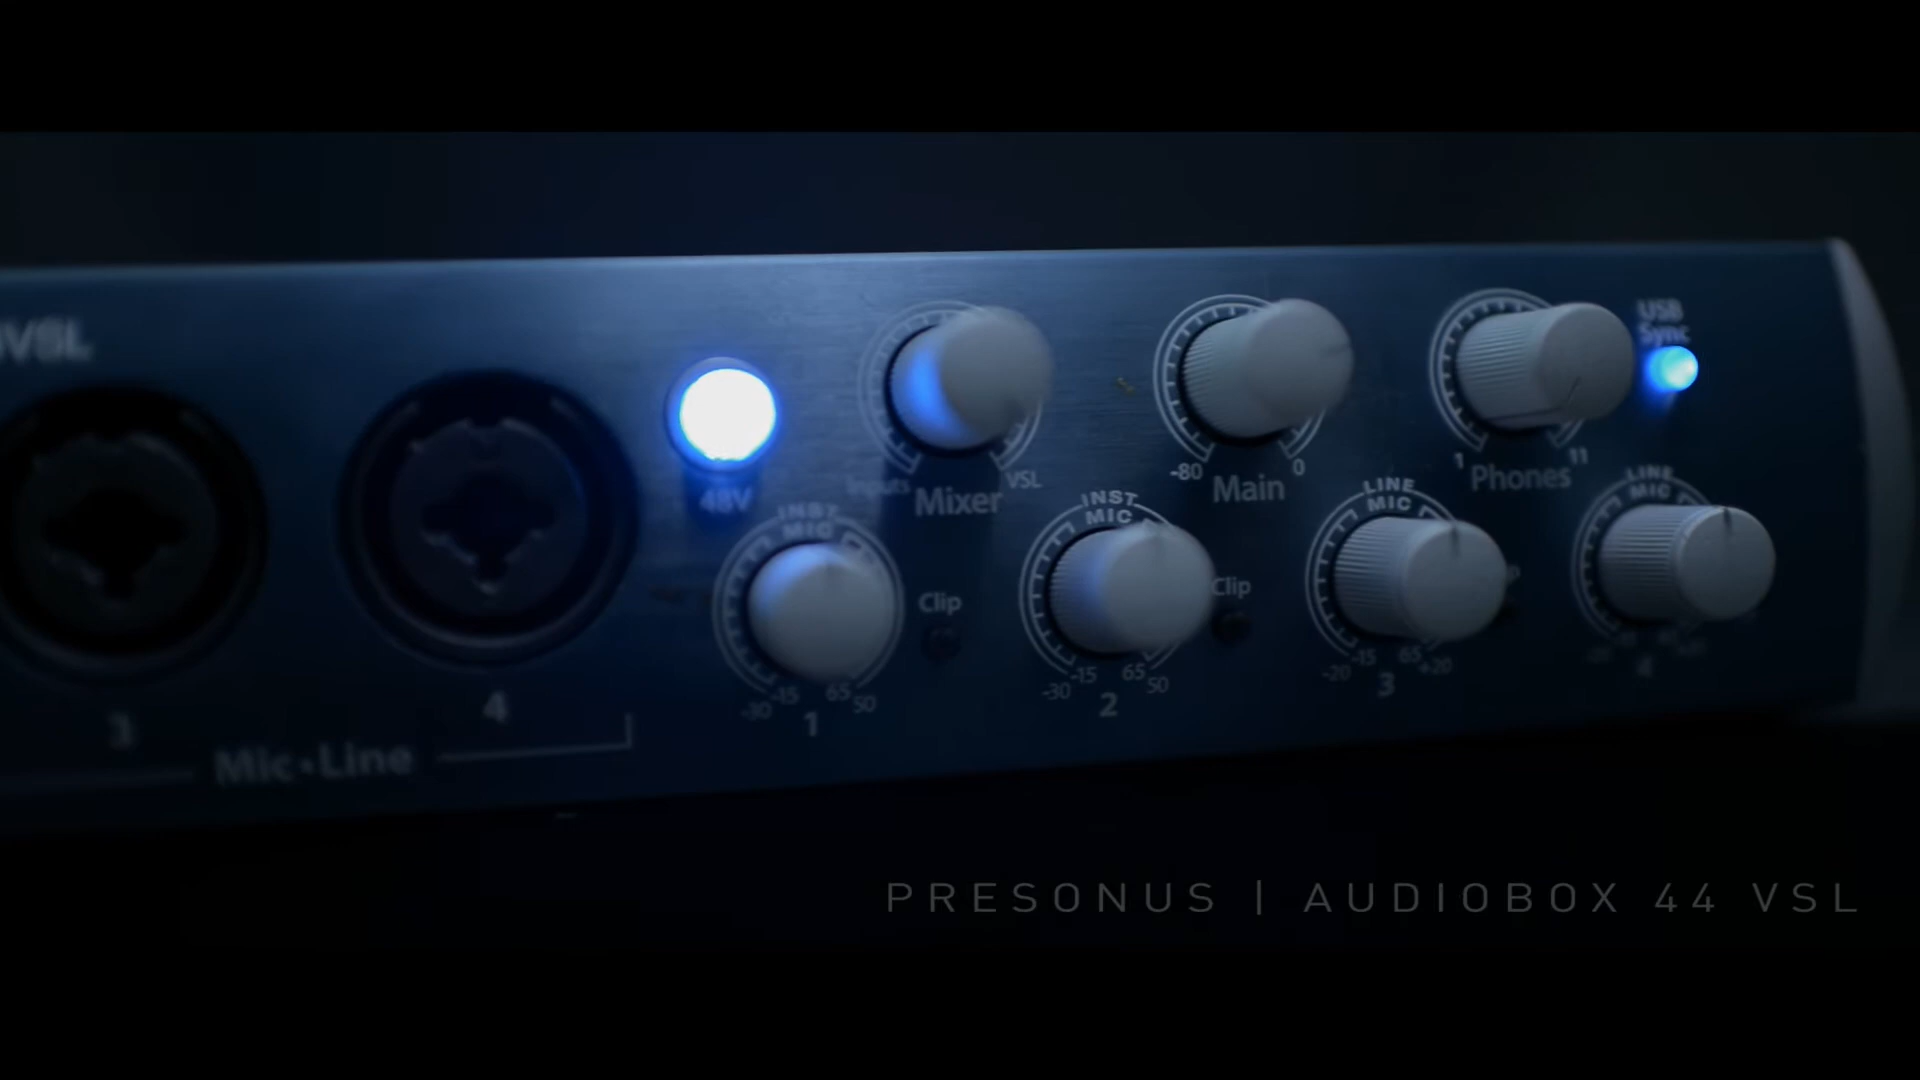 VSL
48V
Inputs Mixer VSL
-80 Main 0
1 Phones 11
USB
Sync
INST
MIC
-30 -15 65 50
1
Clip
INST
MIC
-30 -15 65 50
2
Clip
LINE
MIC
-20 -15 65 +20
3
LINE
MIC
4
3 4
Mic•Line
PRESONUS | AUDIOBOX 44 VSL